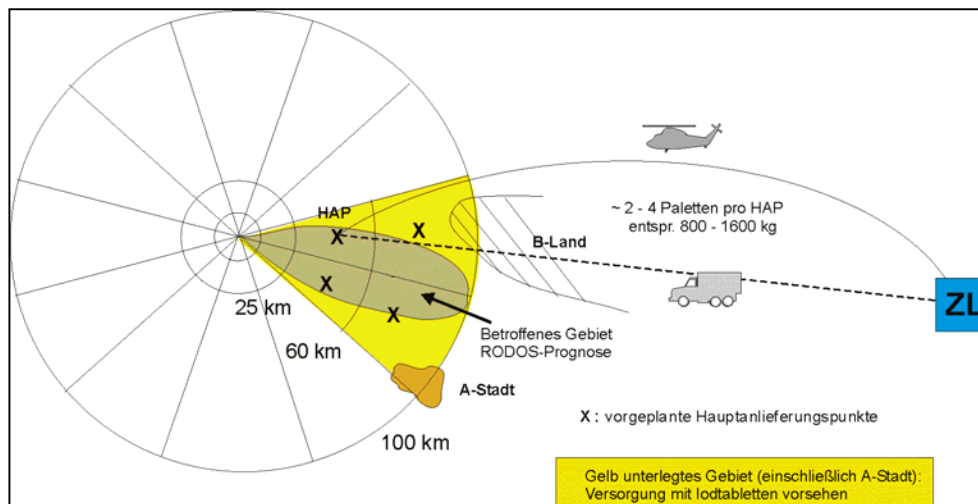 HAP
X
X
~ 2 - 4 Paletten pro HAP
entspr. 800 - 1600 kg
B-Land
25 km
X
X
ZL
60 km
Betroffenes Gebiet
RODOS-Prognose
A-Stadt
100 km
X : vorgeplante Hauptanlieferungspunkte
Gelb unterlegtes Gebiet (einschließlich A-Stadt):
Versorgung mit Iodtabletten vorsehen